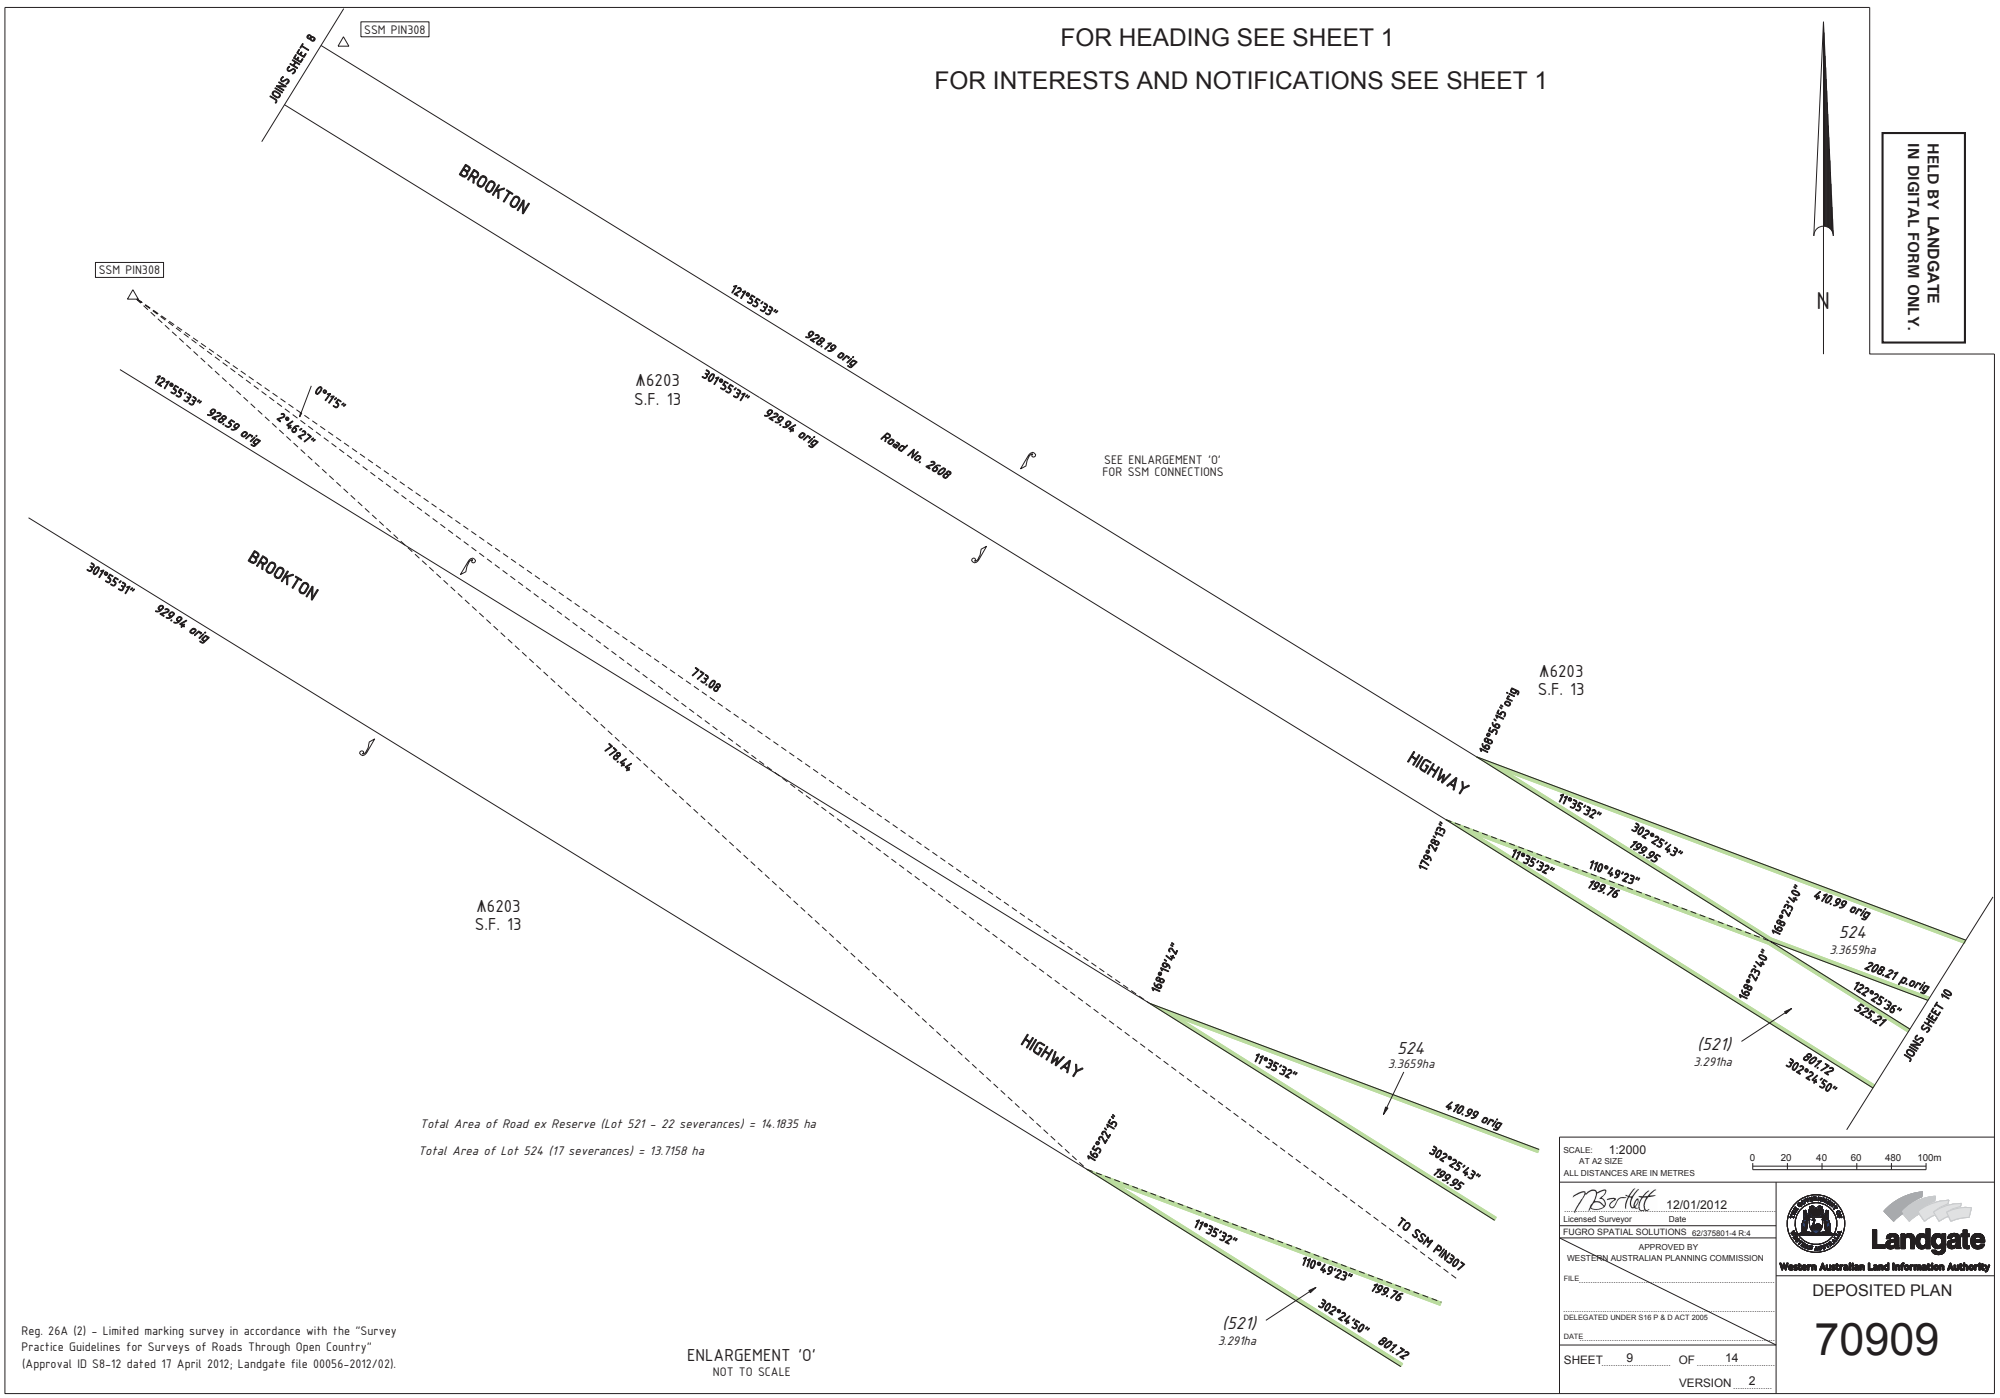 FOR HEADING SEE SHEET 1
FOR INTERESTS AND NOTIFICATIONS SEE SHEET 1
HELD BY LANDGATE
IN DIGITAL FORM ONLY.
N
JOINS SHEET 8
SSM PIN308
BROOKTON
121°55'33"
928.19 orig
6203
S.F. 13
301°55'31"
929.94 orig
Road No. 2608
SEE ENLARGEMENT 'O'
FOR SSM CONNECTIONS
6203
S.F. 13
168°56'15" orig
HIGHWAY
179°28'13"
11°35'32"
302°25'43"
199.95
11°35'32"
110°49'23"
199.76
168°23'40"
410.99 orig
524
3.3659ha
168°23'40"
208.21 p.orig
122°25'36"
525.21
(521)
3.291ha
801.72
302°24'50"
JOINS SHEET 10
SSM PIN308
0°11'5"
2°46'27"
121°55'33"
928.59 orig
BROOKTON
301°55'31"
929.94 orig
773.08
778.44
6203
S.F. 13
168°19'42"
HIGHWAY
165°22'15"
11°35'32"
524
3.3659ha
410.99 orig
302°25'43"
199.95
11°35'32"
TO SSM PIN307
110°49'23"
199.76
(521)
3.291ha
302°24'50"
801.72
Total Area of Road ex Reserve (Lot 521 - 22 severances) = 14.1835 ha
Total Area of Lot 524 (17 severances) = 13.7158 ha
Reg. 26A (2) - Limited marking survey in accordance with the "Survey
Practice Guidelines for Surveys of Roads Through Open Country"
(Approval ID S8-12 dated 17 April 2012; Landgate file 00056-2012/02).
ENLARGEMENT 'O'
NOT TO SCALE
SCALE: 1:2000
AT A2 SIZE
ALL DISTANCES ARE IN METRES
0 20 40 60 480 100m
12/01/2012
Licensed Surveyor Date
FUGRO SPATIAL SOLUTIONS 62/375801-4 R:4
APPROVED BY
WESTERN AUSTRALIAN PLANNING COMMISSION
FILE
DELEGATED UNDER S16 P & D ACT 2005
DATE
SHEET 9 OF 14
VERSION 2
Landgate
Western Australian Land Information Authority
DEPOSITED PLAN
70909